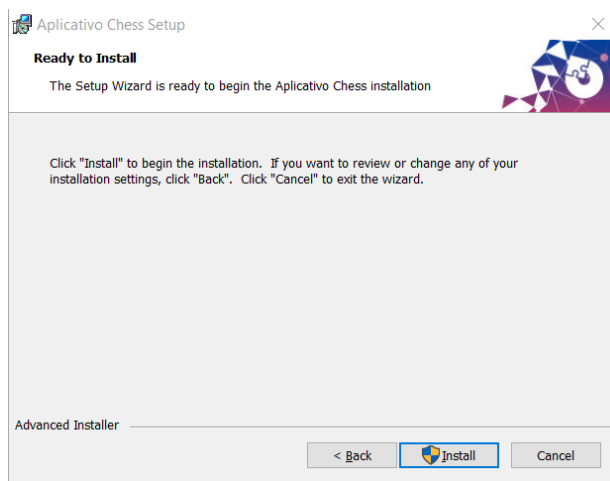 Aplicativo Chess Setup
Ready to Install
The Setup Wizard is ready to begin the Aplicativo Chess installation
Click "Install" to begin the installation.  If you want to review or change any of your
installation settings, click "Back".  Click "Cancel" to exit the wizard.
Advanced Installer
< Back
Install
Cancel